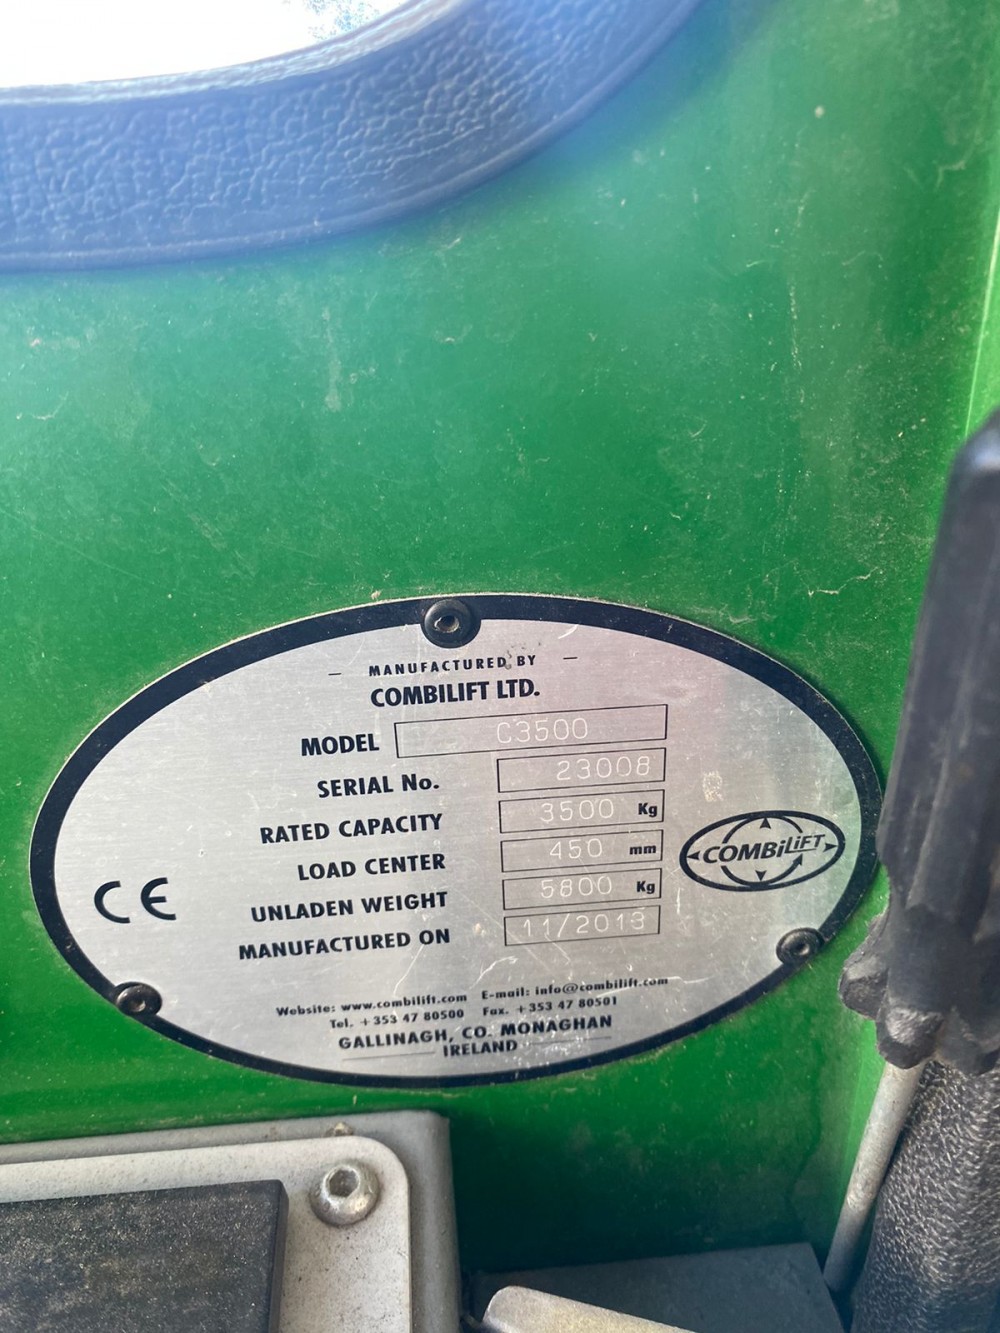 — MANUFACTURED BY —
COMBILIFT LTD.
MODEL C3500
SERIAL No. 23008
RATED CAPACITY 3500 Kg
LOAD CENTER 450 mm
UNLADEN WEIGHT 5800 Kg
MANUFACTURED ON 11/2013
CE
COMBiLiFT
Website: www.combilift.com E-mail: info@combilift.com
Tel. +353 47 80500 Fax. +353 47 80501
GALLINAGH, CO. MONAGHAN
IRELAND